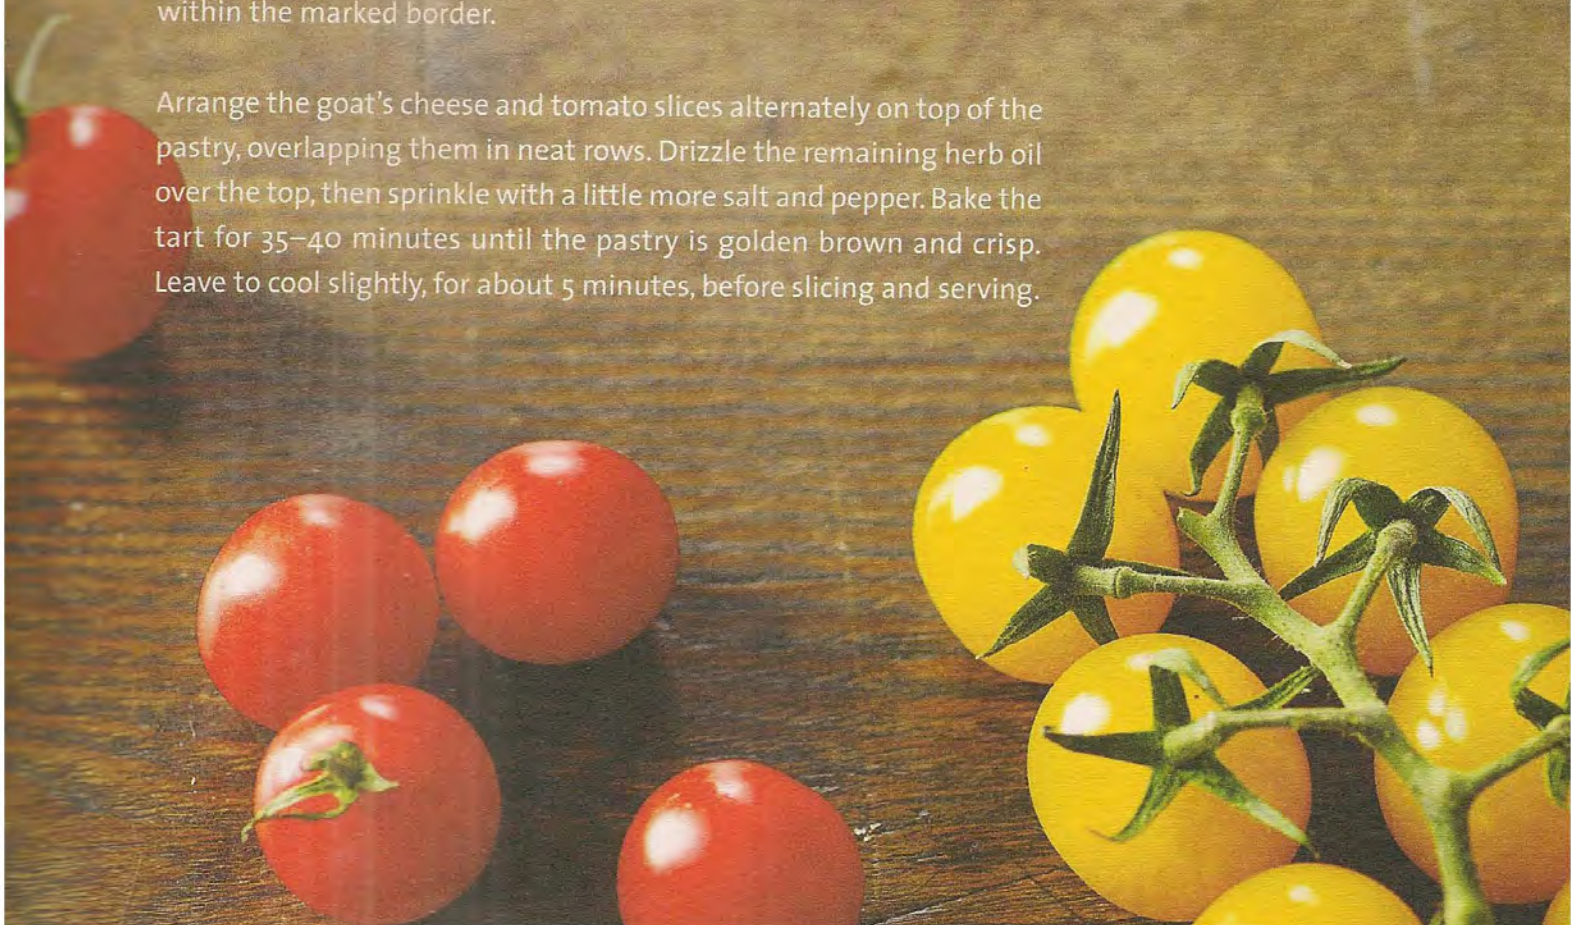 within the marked border.
Arrange the goat's cheese and tomato slices alternately on top of the
pastry, overlapping them in neat rows. Drizzle the remaining herb oil
over the top, then sprinkle with a little more salt and pepper. Bake the
tart for 35–40 minutes until the pastry is golden brown and crisp.
Leave to cool slightly, for about 5 minutes, before slicing and serving.